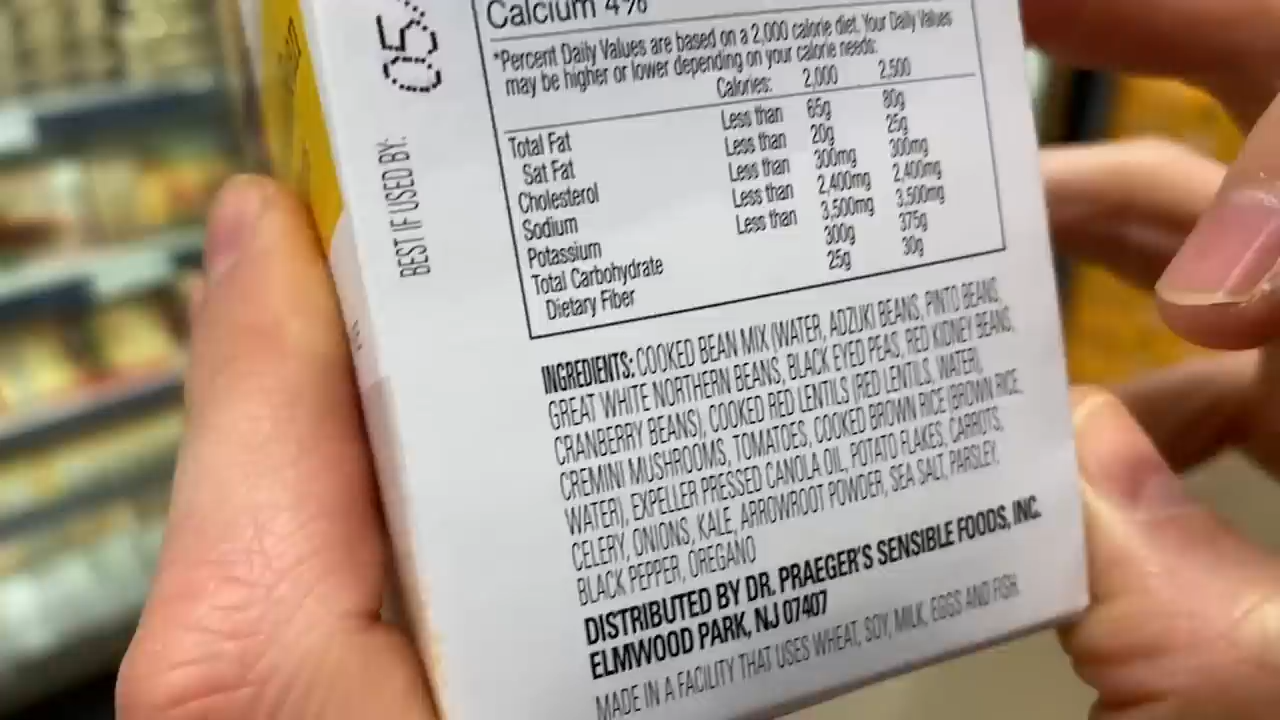 Calcium 4%
*Percent Daily Values are based on a 2,000 calorie diet. Your Daily Values
may be higher or lower depending on your calorie needs:
Calories: 2,000 2,500
Total Fat Less than 65g 80g
Sat Fat Less than 20g 25g
Cholesterol Less than 300mg 300mg
Sodium Less than 2,400mg 2,400mg
Potassium Less than 3,500mg 3,500mg
Total Carbohydrate 300g 375g
Dietary Fiber 25g 30g
INGREDIENTS: COOKED BEAN MIX (WATER, ADZUKI BEANS, PINTO BEANS,
GREAT WHITE NORTHERN BEANS, BLACK EYED PEAS, RED KIDNEY BEANS,
CRANBERRY BEANS), COOKED RED LENTILS (RED LENTILS, WATER),
CREMINI MUSHROOMS, TOMATOES, COOKED BROWN RICE (BROWN RICE,
WATER), EXPELLER PRESSED CANOLA OIL, POTATO FLAKES, CARROTS,
CELERY, ONIONS, KALE, ARROWROOT POWDER, SEA SALT, PARSLEY,
BLACK PEPPER, OREGANO
DISTRIBUTED BY DR. PRAEGER'S SENSIBLE FOODS, INC.
ELMWOOD PARK, NJ 07407
MADE IN A FACILITY THAT USES WHEAT, SOY, MILK, EGGS AND FISH.
BEST IF USED BY:
05